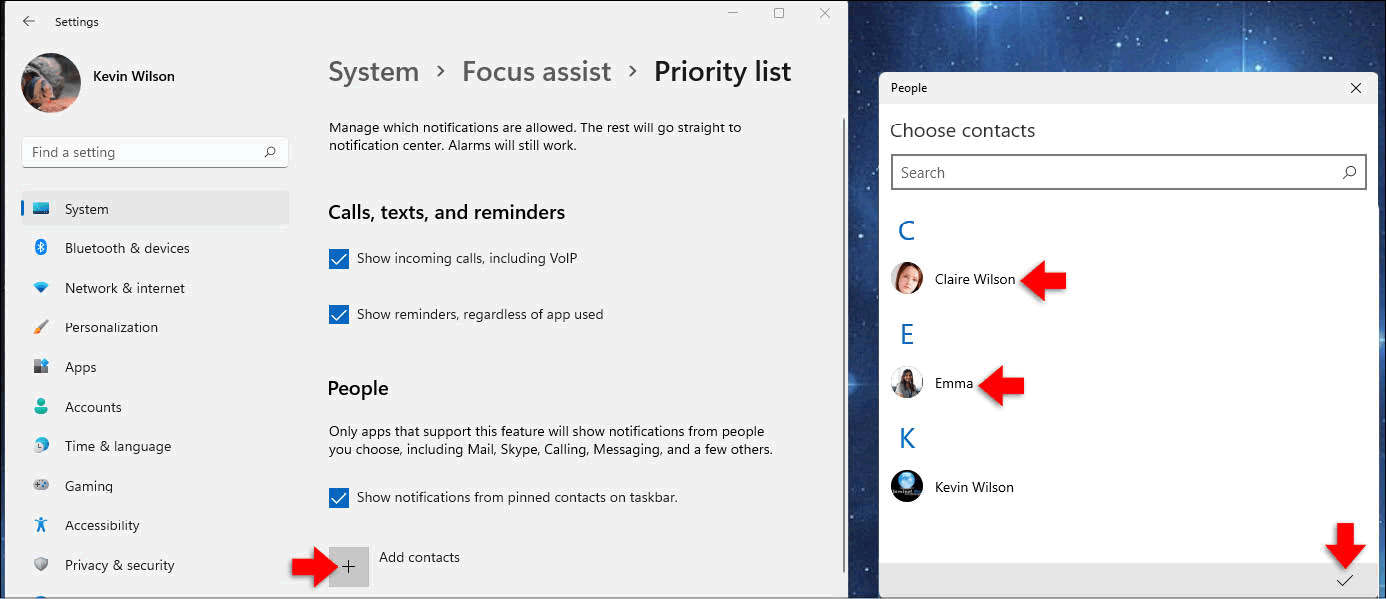 Settings
Kevin Wilson
Find a setting
System
Bluetooth & devices
Network & internet
Personalization
Apps
Accounts
Time & language
Gaming
Accessibility
Privacy & security
System › Focus assist › Priority list
Manage which notifications are allowed. The rest will go straight to
notification center. Alarms will still work.
Calls, texts, and reminders
Show incoming calls, including VoIP
Show reminders, regardless of app used
People
Only apps that support this feature will show notifications from people
you choose, including Mail, Skype, Calling, Messaging, and a few others.
Show notifications from pinned contacts on taskbar.
Add contacts
People
Choose contacts
Search
C
Claire Wilson
E
Emma
K
Kevin Wilson